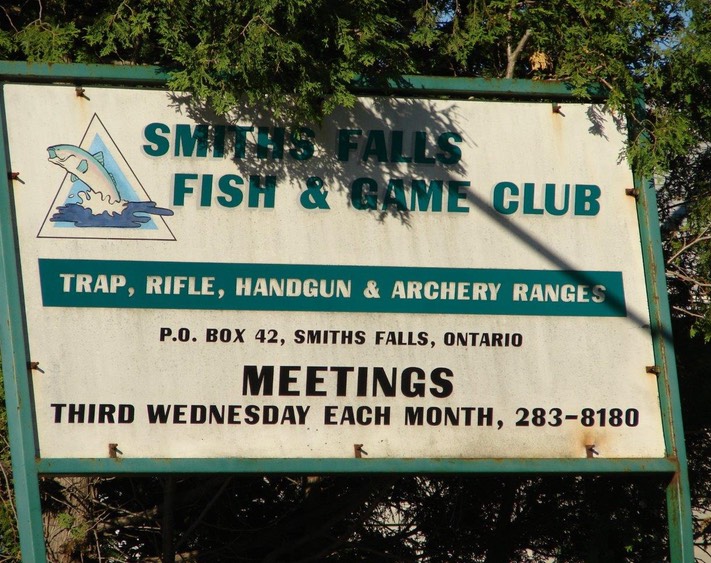 SMITHS FALLS
FISH & GAME CLUB
TRAP, RIFLE, HANDGUN & ARCHERY RANGES
P.O. BOX 42, SMITHS FALLS, ONTARIO
MEETINGS
THIRD WEDNESDAY EACH MONTH, 283-8180